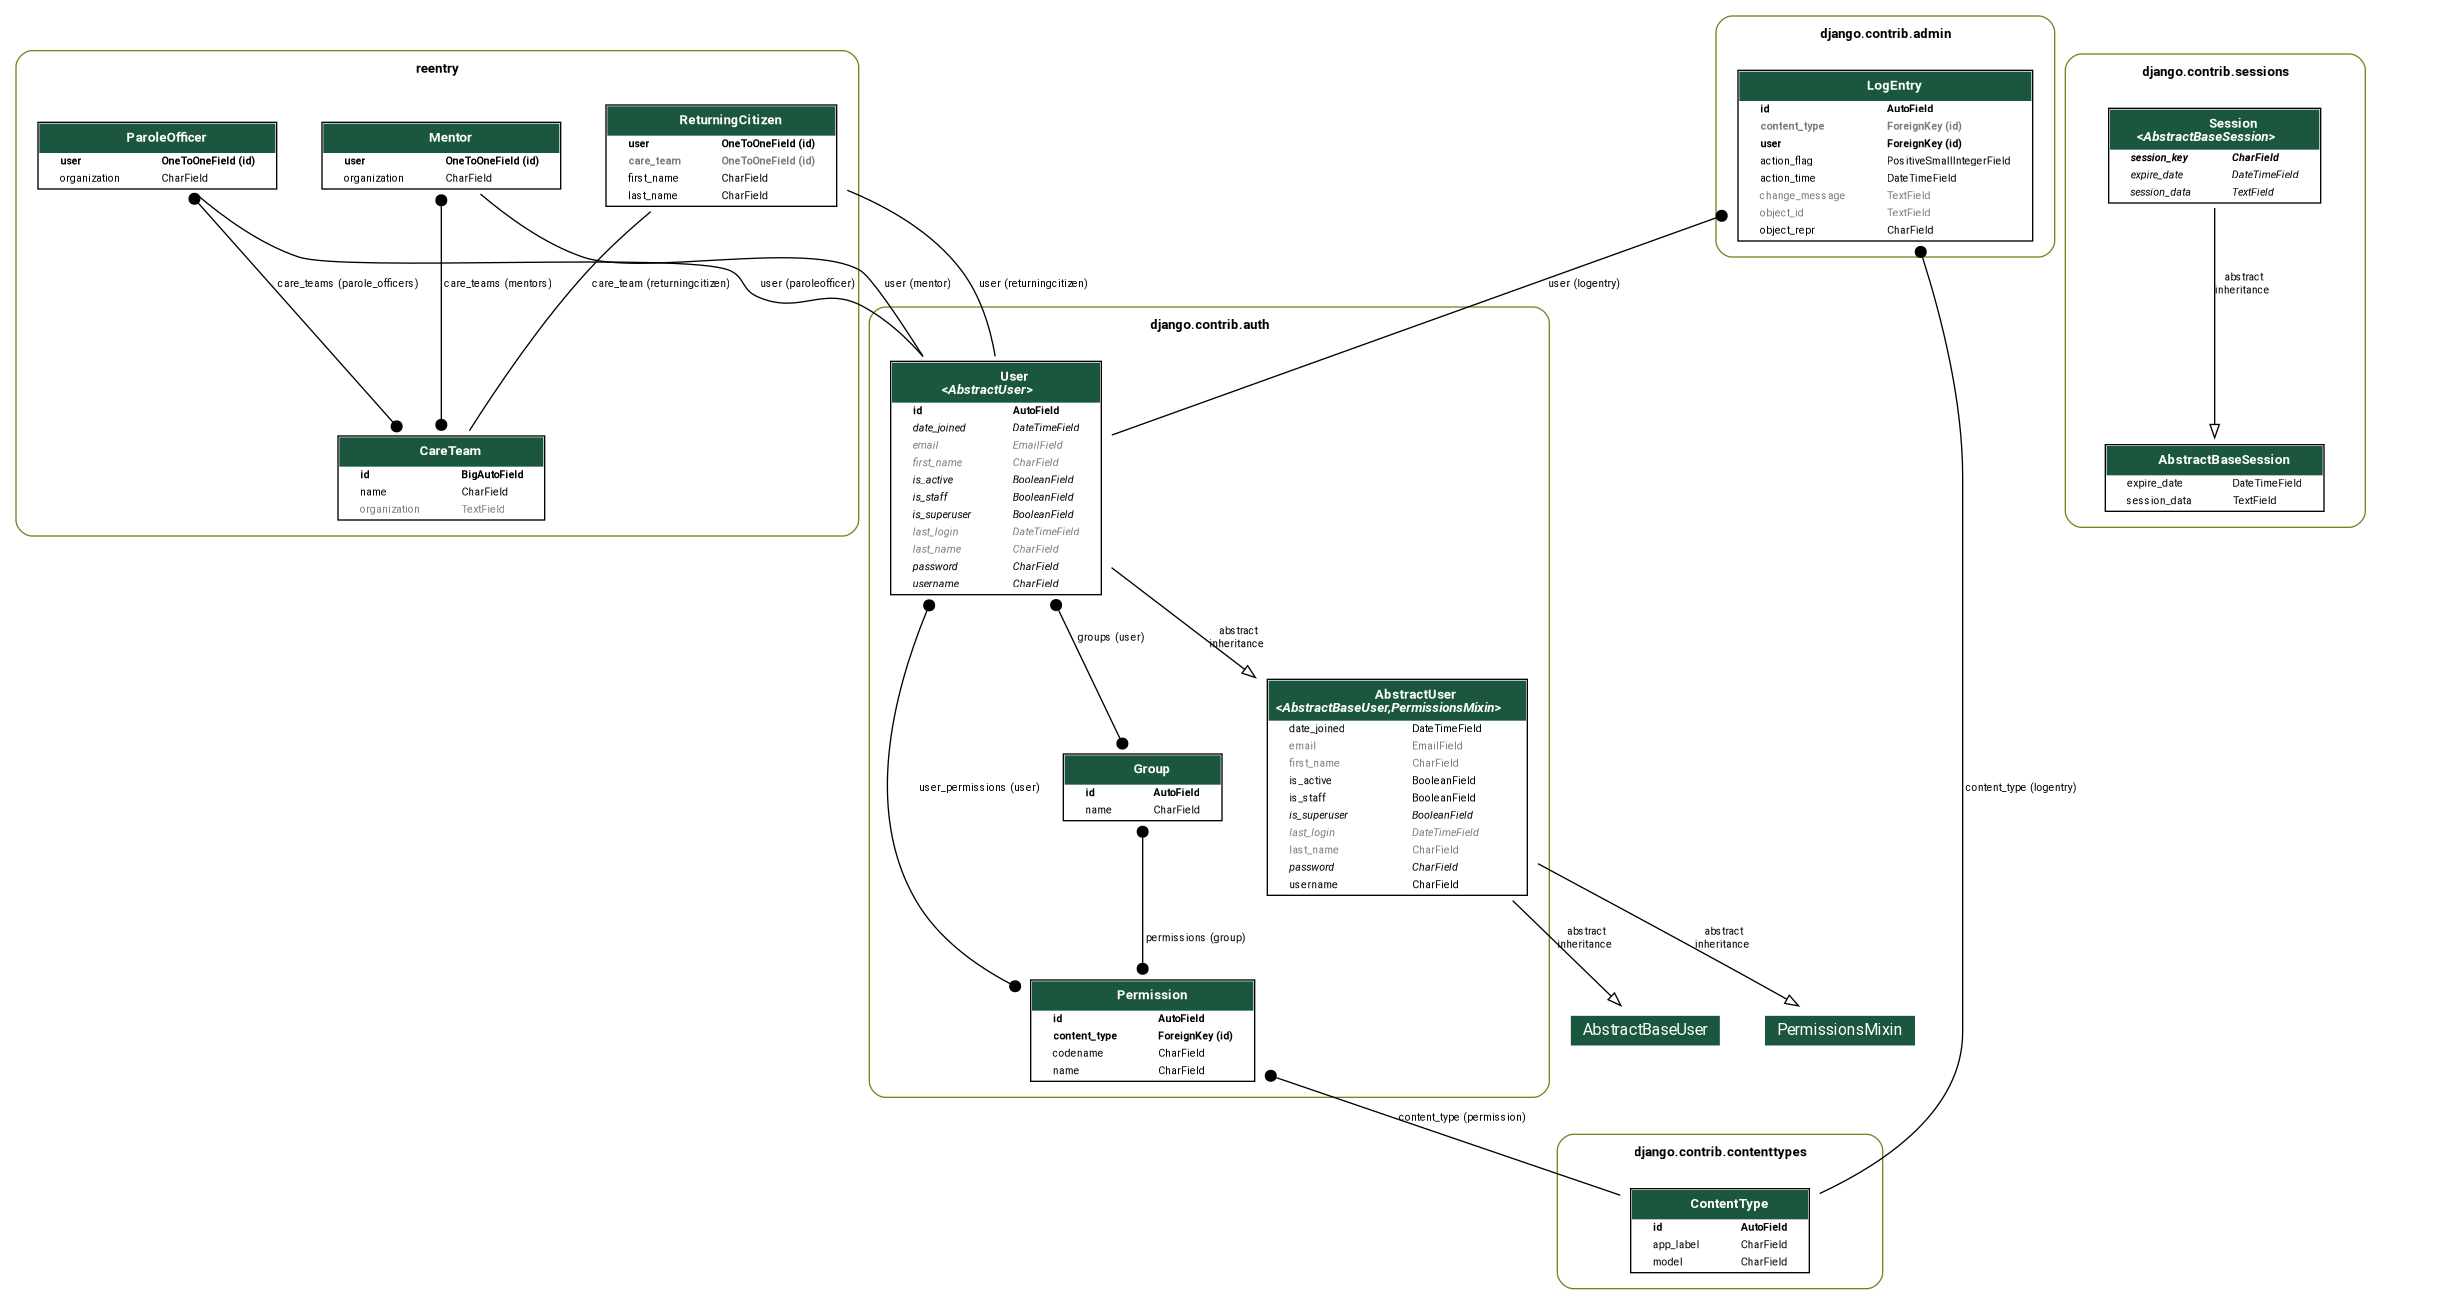 reentry
ParoleOfficer
user OneToOneField (id)
organization CharField
Mentor
user OneToOneField (id)
organization CharField
ReturningCitizen
user OneToOneField (id)
care_team OneToOneField (id)
first_name CharField
last_name CharField
care_teams (parole_officers)
care_teams (mentors)
care_team (returningcitizen)
user (paroleofficer)
user (mentor)
user (returningcitizen)
CareTeam
id BigAutoField
name CharField
organization TextField
django.contrib.admin
LogEntry
id AutoField
content_type ForeignKey (id)
user ForeignKey (id)
action_flag PositiveSmallIntegerField
action_time DateTimeField
change_message TextField
object_id TextField
object_repr CharField
user (logentry)
django.contrib.sessions
Session
<AbstractBaseSession>
session_key CharField
expire_date DateTimeField
session_data TextField
abstract
inheritance
AbstractBaseSession
expire_date DateTimeField
session_data TextField
django.contrib.auth
User
<AbstractUser>
id AutoField
date_joined DateTimeField
email EmailField
first_name CharField
is_active BooleanField
is_staff BooleanField
is_superuser BooleanField
last_login DateTimeField
last_name CharField
password CharField
username CharField
groups (user)
abstract
inheritance
user_permissions (user)
Group
id AutoField
name CharField
AbstractUser
<AbstractBaseUser,PermissionsMixin>
date_joined DateTimeField
email EmailField
first_name CharField
is_active BooleanField
is_staff BooleanField
is_superuser BooleanField
last_login DateTimeField
last_name CharField
password CharField
username CharField
permissions (group)
abstract
inheritance
abstract
inheritance
Permission
id AutoField
content_type ForeignKey (id)
codename CharField
name CharField
AbstractBaseUser
PermissionsMixin
content_type (logentry)
content_type (permission)
django.contrib.contenttypes
ContentType
id AutoField
app_label CharField
model CharField